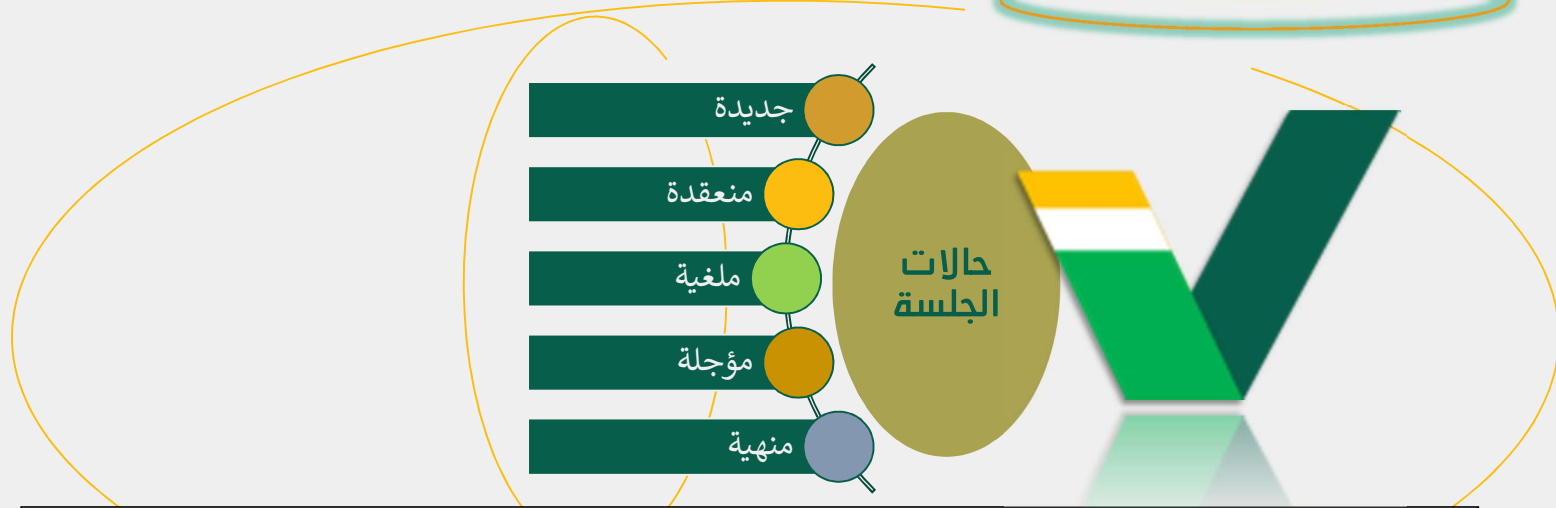 حالات
الجلسة
جديدة
منعقدة
ملغية
مؤجلة
منهية